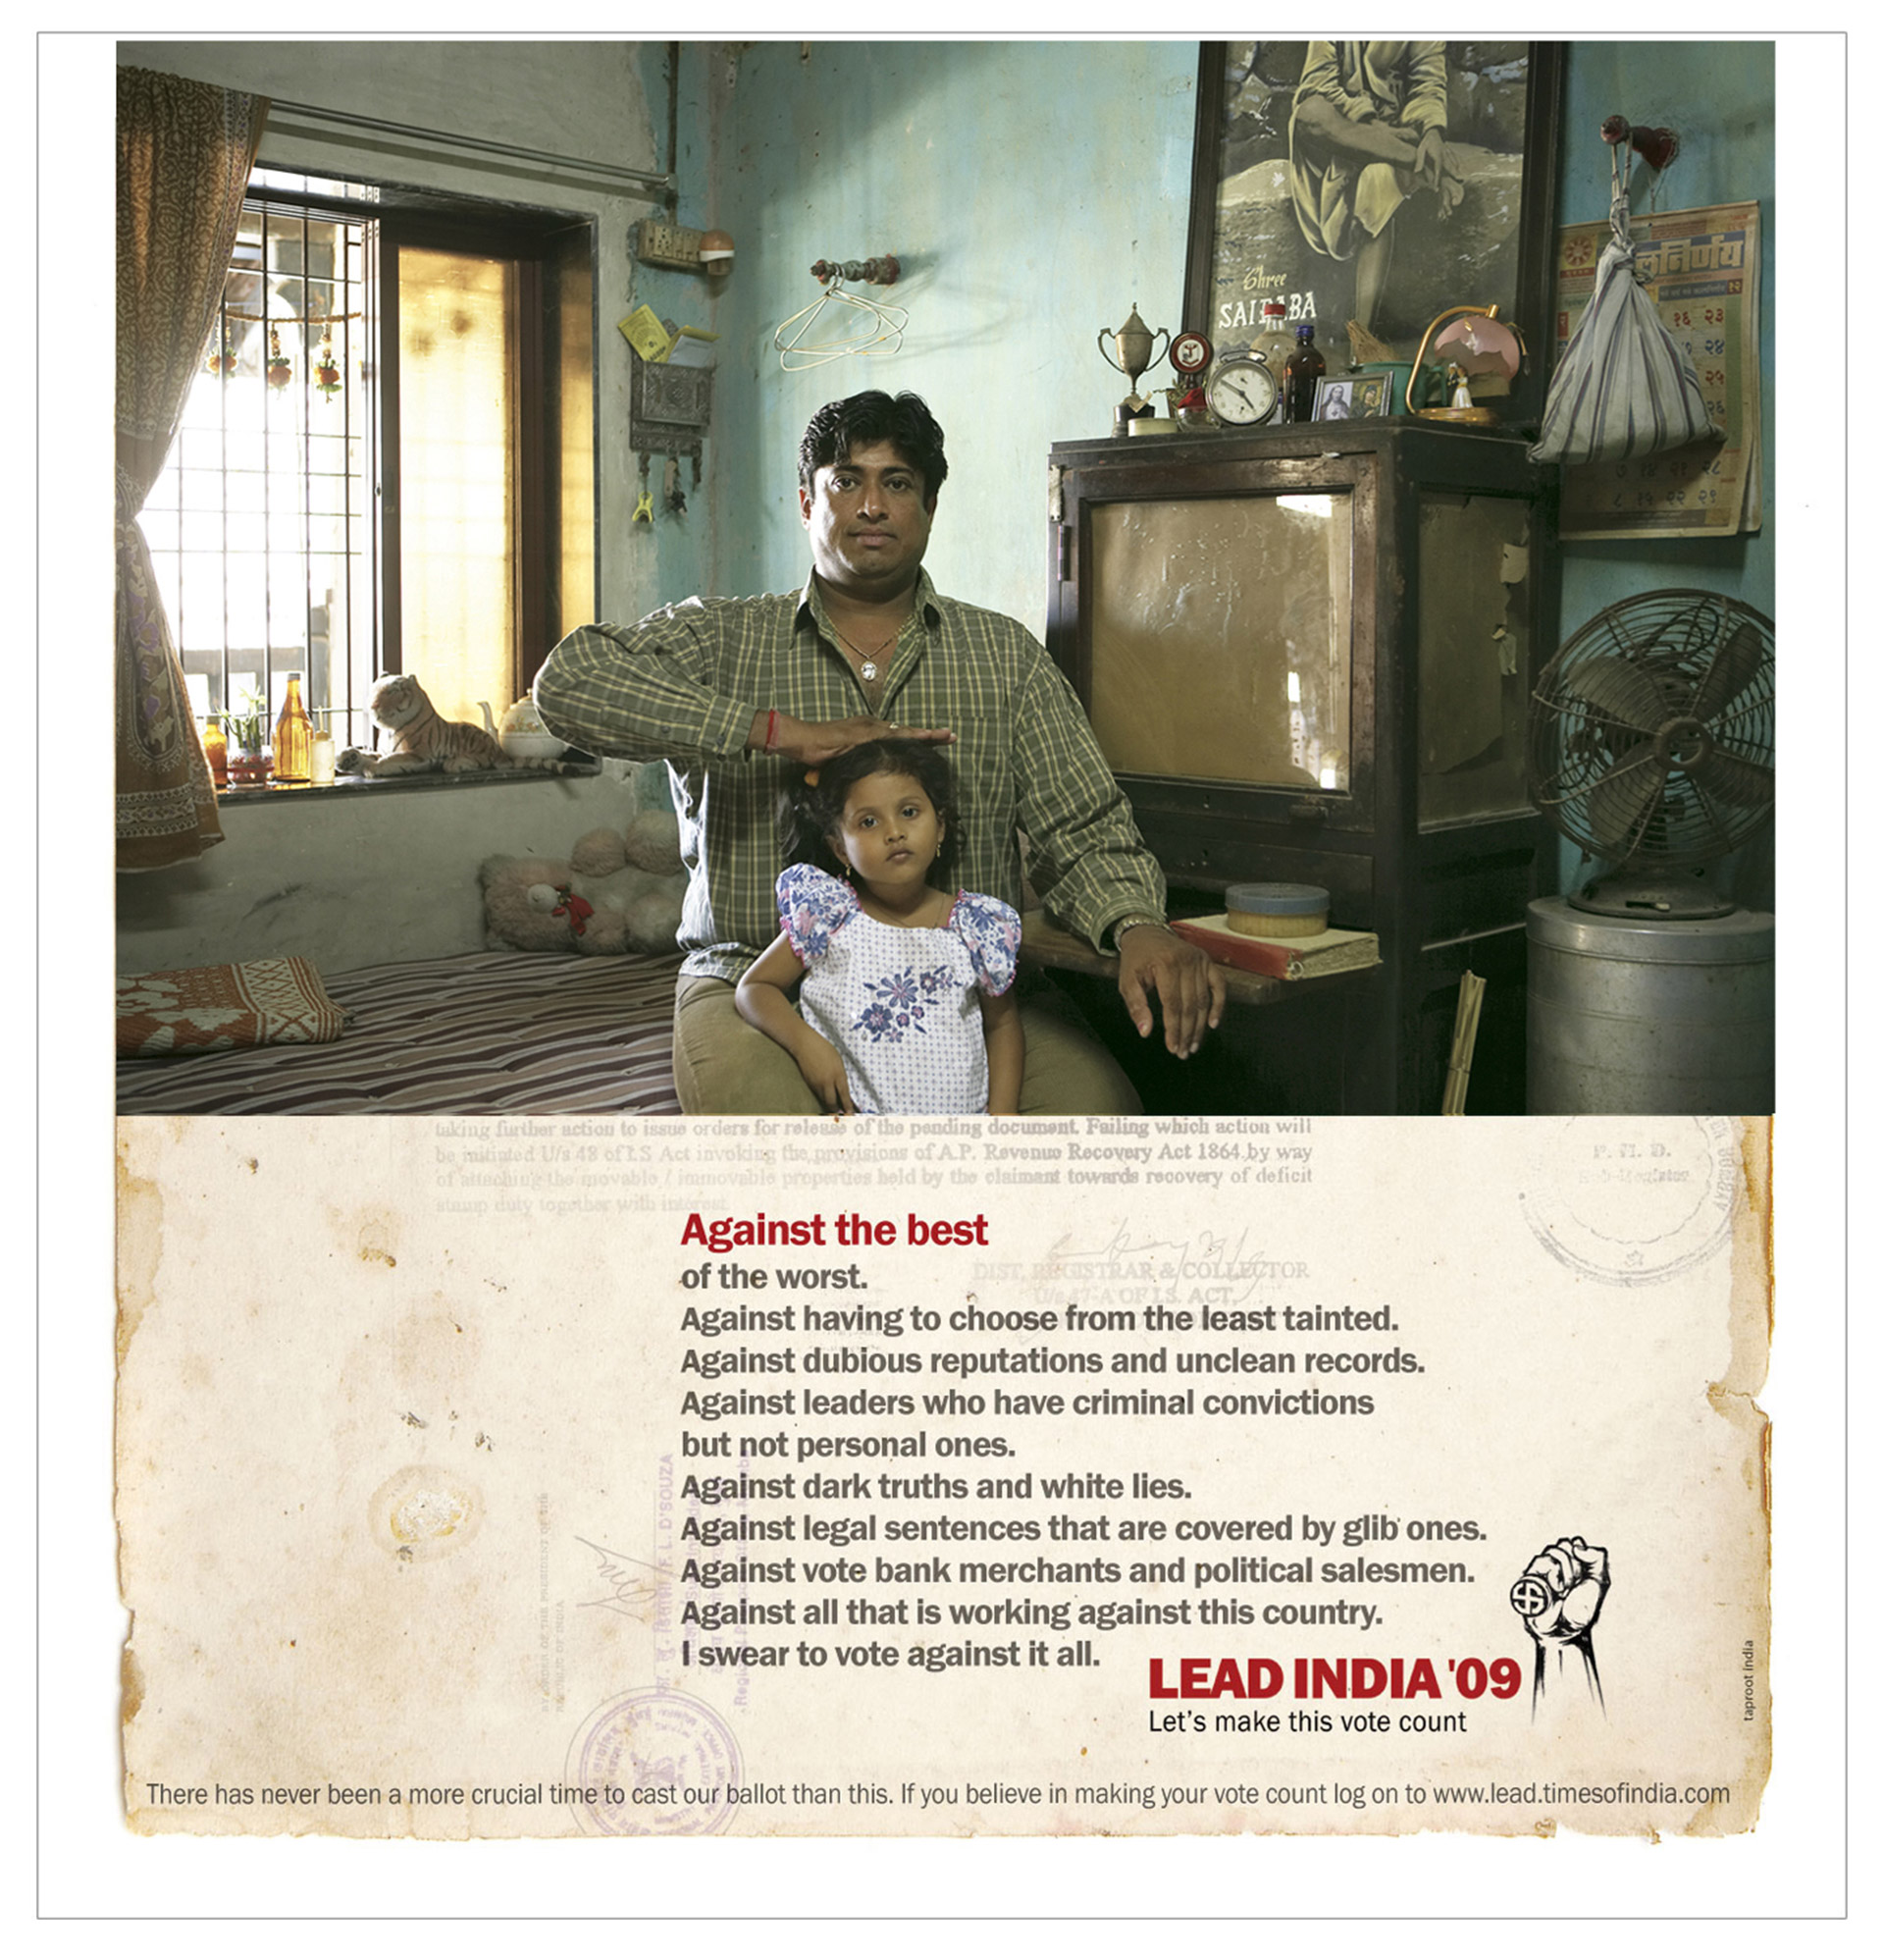 Shree
SAI BABA
लनिर्णय
१६ २३
२४
taking further action to issue orders for release of the pending document. Failing which action will
be initiated U/s 48 of I.S Act invoking the provisions of A.P. Revenue Recovery Act 1864 by way
of attaching the movable / immovable properties held by the claimant towards recovery of deficit
stamp duty together with interest.
Against the best
of the worst.
DIST, REGISTRAR & COLLECTOR
U/s 47-A OF I.S. ACT,
Against having to choose from the least tainted.
Against dubious reputations and unclean records.
Against leaders who have criminal convictions
but not personal ones.
Against dark truths and white lies.
Against legal sentences that are covered by glib ones.
Against vote bank merchants and political salesmen.
Against all that is working against this country.
I swear to vote against it all.
LEAD INDIA '09
Let's make this vote count
taproot india
There has never been a more crucial time to cast our ballot than this. If you believe in making your vote count log on to www.lead.timesofindia.com